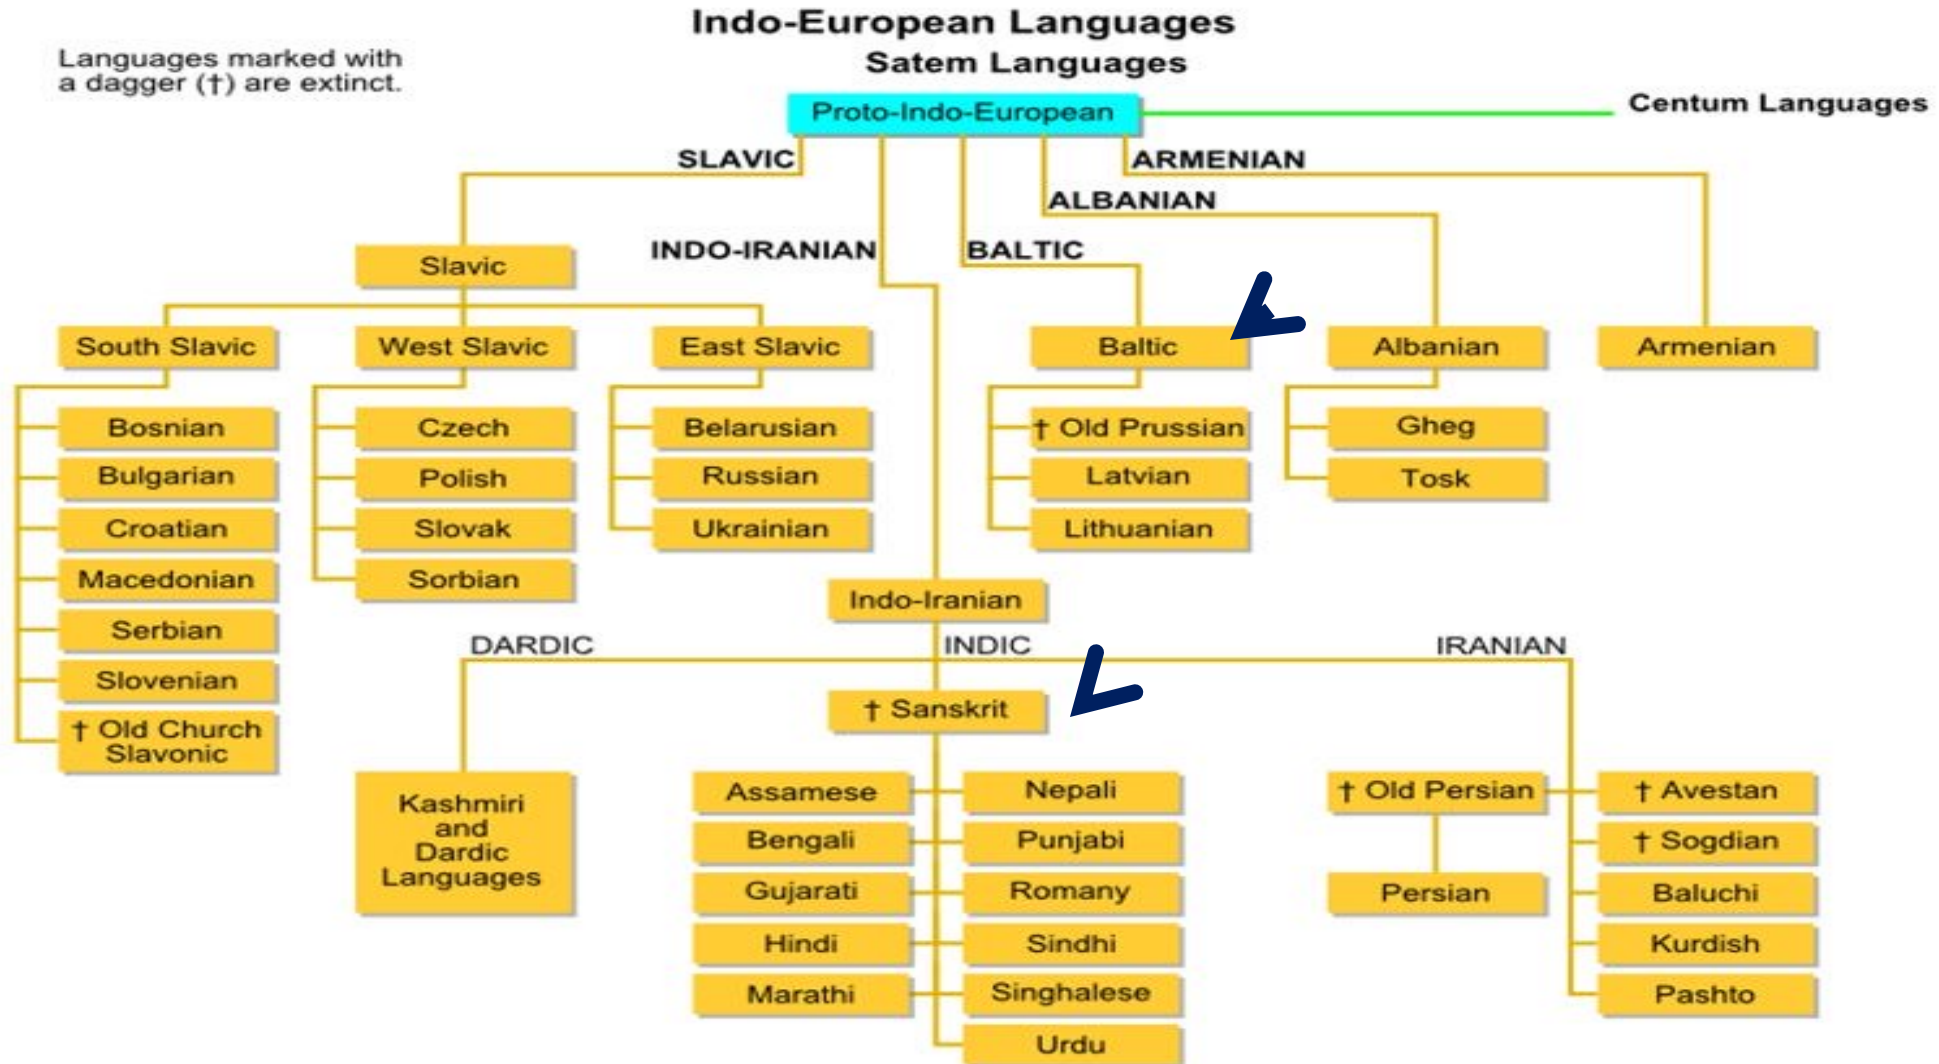 Indo-European Languages
Satem Languages
Languages marked with
a dagger (†) are extinct.
Proto-Indo-European
Centum Languages
SLAVIC
ARMENIAN
ALBANIAN
INDO-IRANIAN
BALTIC
Slavic
South Slavic
West Slavic
East Slavic
Baltic
Albanian
Armenian
Bosnian
Bulgarian
Croatian
Macedonian
Serbian
Slovenian
† Old Church
Slavonic
Czech
Polish
Slovak
Sorbian
Belarusian
Russian
Ukrainian
† Old Prussian
Latvian
Lithuanian
Gheg
Tosk
Indo-Iranian
DARDIC
INDIC
IRANIAN
† Sanskrit
Kashmiri
and
Dardic
Languages
Assamese
Bengali
Gujarati
Hindi
Marathi
Nepali
Punjabi
Romany
Sindhi
Singhalese
Urdu
† Old Persian
Persian
† Avestan
† Sogdian
Baluchi
Kurdish
Pashto